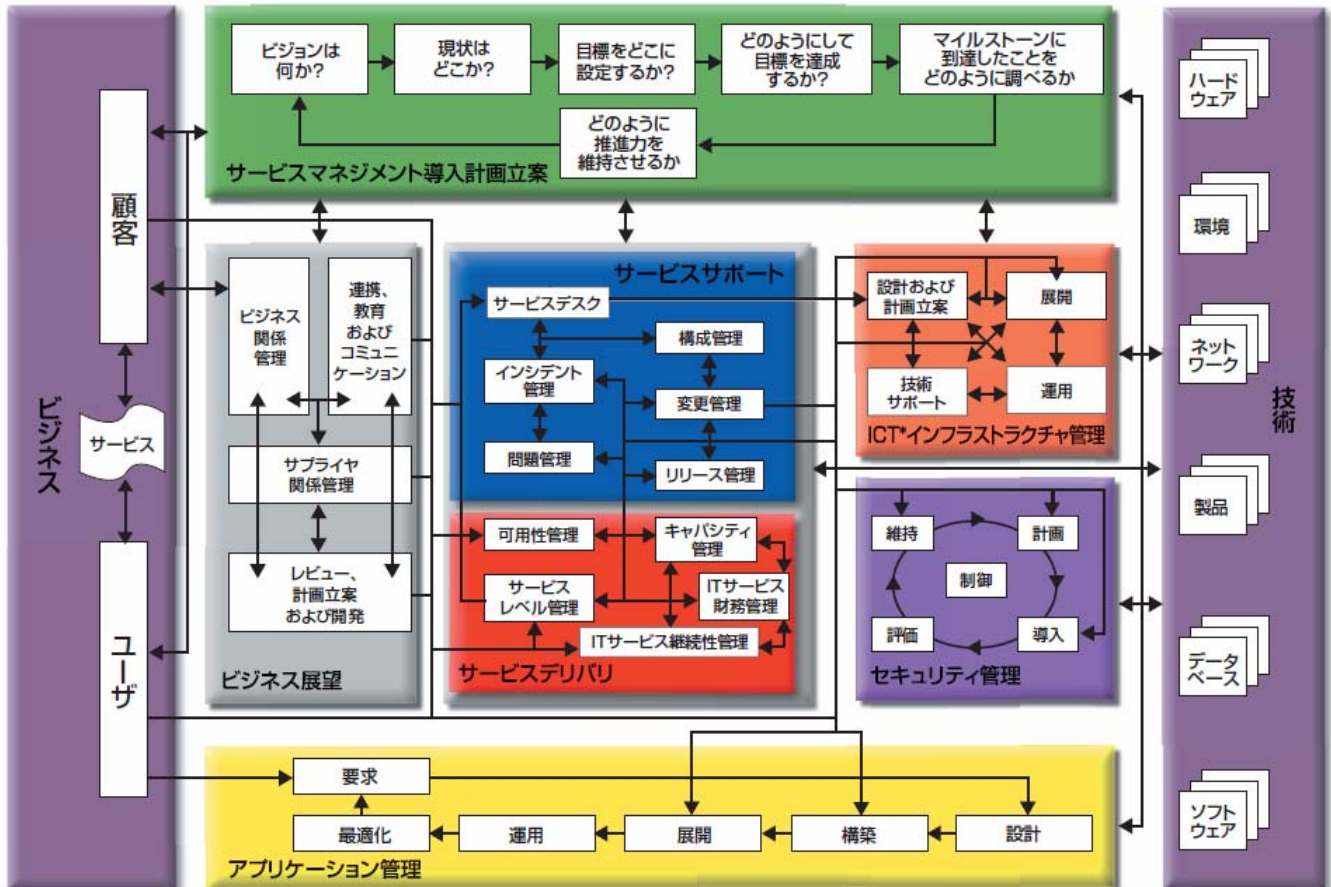 ビジョンは
何か?
現状は
どこか?
目標をどこに
設定するか?
どのようにして
目標を達成
するか?
マイルストーンに
到達したことを
どのように調べるか
どのように
推進力を
維持させるか
サービスマネジメント導入計画立案
ビジネス
顧客
サービス
ユーザ
ビジネス
関係
管理
連携、
教育
および
コミュニ
ケーション
サプライヤ
関係管理
レビュー、
計画立案
および開発
ビジネス展望
サービスサポート
サービスデスク
構成管理
インシデント
管理
変更管理
問題管理
リリース管理
可用性管理
キャパシティ
管理
サービス
レベル管理
ITサービス
財務管理
ITサービス継続性管理
サービスデリバリ
設計および
計画立案
展開
技術
サポート
運用
ICT*インフラストラクチャ管理
維持
計画
制御
評価
導入
セキュリティ管理
要求
最適化
運用
展開
構築
設計
アプリケーション管理
技術
ハード
ウェア
環境
ネット
ワーク
製品
データ
ベース
ソフト
ウェア